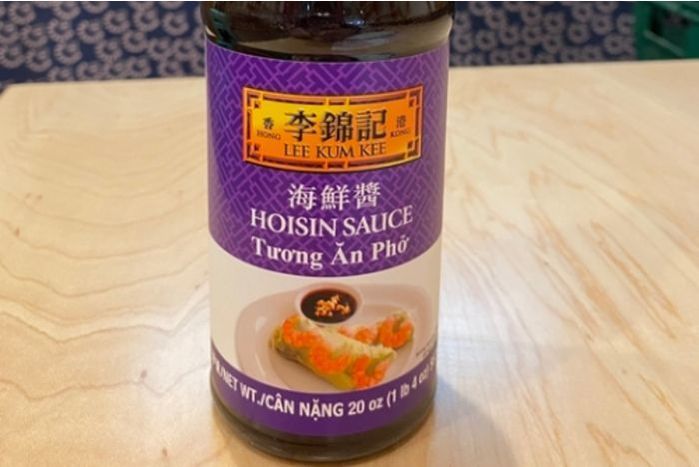 香 李錦記 港
HONG LEE KUM KEE KONG
海鮮醬
HOISIN SAUCE
Tương Ăn Phở
NET WT./CÂN NẶNG 20 oz (1 lb 4 oz)